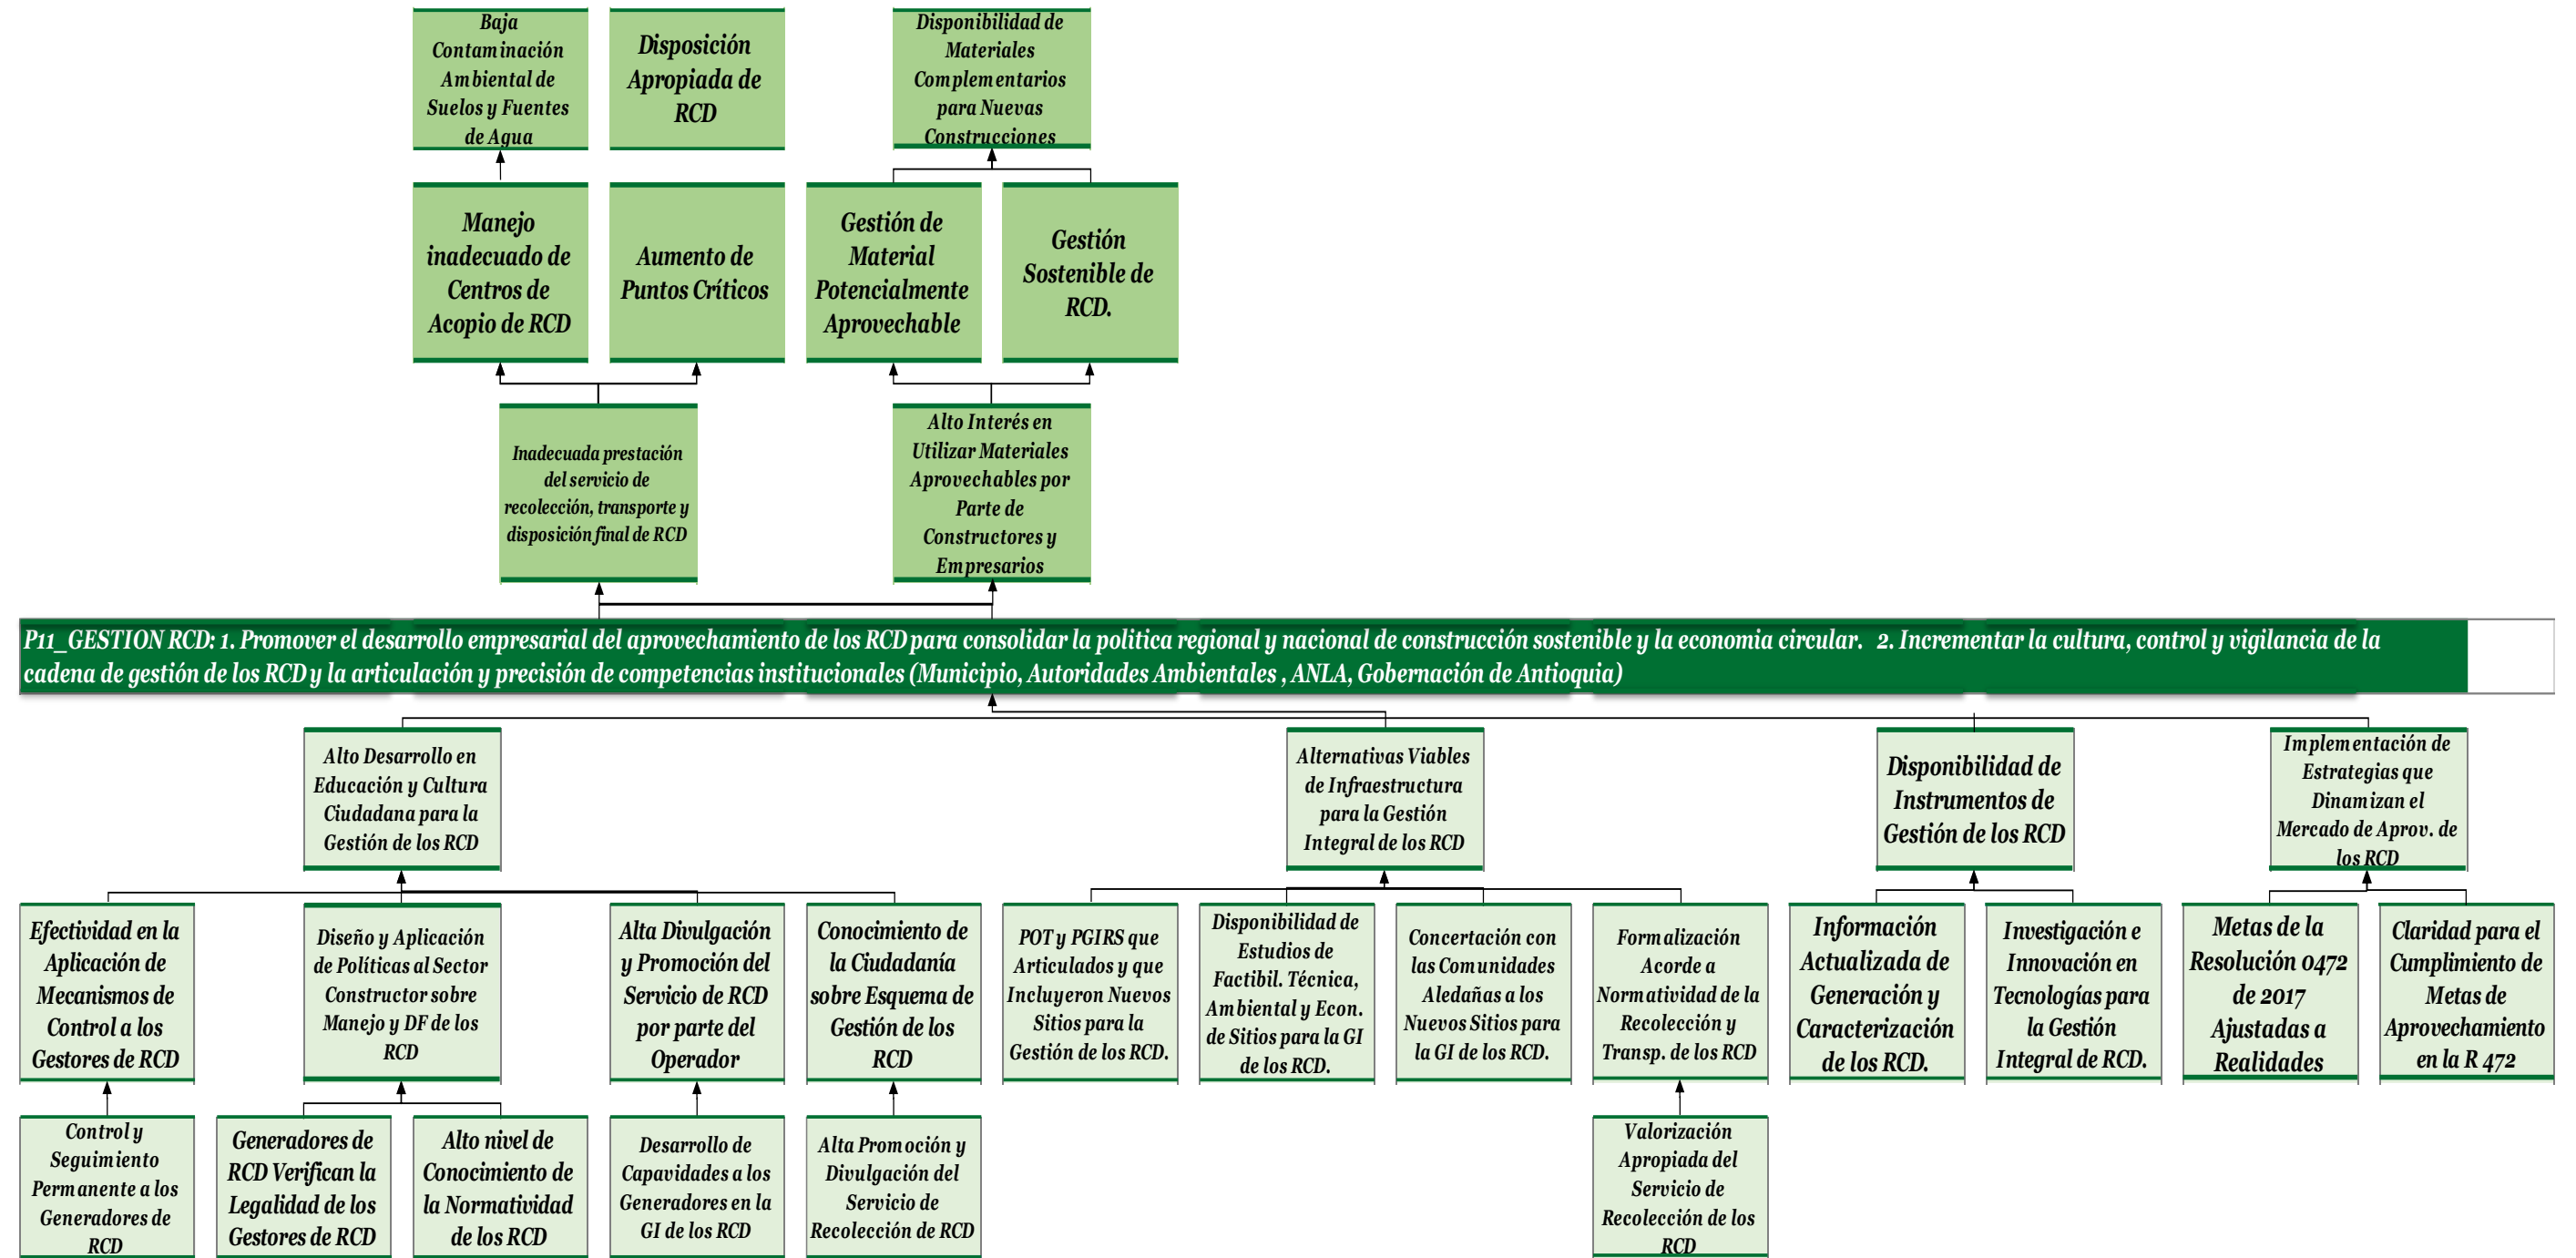 Baja
Contaminación
Ambiental de
Suelos y Fuentes
de Agua
Disposición
Apropiada de
RCD
Disponibilidad de
Materiales
Complementarios
para Nuevas
Construcciones
Manejo
inadecuado de
Centros de
Acopio de RCD
Aumento de
Puntos Críticos
Gestión de
Material
Potencialmente
Aprovechable
Gestión
Sostenible de
RCD.
Inadecuada prestación
del servicio de
recolección, transporte y
disposición final de RCD
Alto Interés en
Utilizar Materiales
Aprovechables por
Parte de
Constructores y
Empresarios
P11_GESTION RCD: 1. Promover el desarrollo empresarial del aprovechamiento de los RCD para consolidar la politica regional y nacional de construcción sostenible y la economia circular. 2. Incrementar la cultura, control y vigilancia de la
cadena de gestión de los RCD y la articulación y precisión de competencias institucionales (Municipio, Autoridades Ambientales , ANLA, Gobernación de Antioquia)
Alto Desarrollo en
Educación y Cultura
Ciudadana para la
Gestión de los RCD
Alternativas Viables
de Infraestructura
para la Gestión
Integral de los RCD
Disponibilidad de
Instrumentos de
Gestión de los RCD
Implementación de
Estrategias que
Dinamizan el
Mercado de Aprov. de
los RCD
Efectividad en la
Aplicación de
Mecanismos de
Control a los
Gestores de RCD
Diseño y Aplicación
de Políticas al Sector
Constructor sobre
Manejo y DF de los
RCD
Alta Divulgación
y Promoción del
Servicio de RCD
por parte del
Operador
Conocimiento de
la Ciudadanía
sobre Esquema de
Gestión de los
RCD
POT y PGIRS que
Articulados y que
Incluyeron Nuevos
Sitios para la
Gestión de los RCD.
Disponibilidad de
Estudios de
Factibil. Técnica,
Ambiental y Econ.
de Sitios para la GI
de los RCD.
Concertación con
las Comunidades
Aledañas a los
Nuevos Sitios para
la GI de los RCD.
Formalización
Acorde a
Normatividad de la
Recolección y
Transp. de los RCD
Información
Actualizada de
Generación y
Caracterización
de los RCD.
Investigación e
Innovación en
Tecnologías para
la Gestión
Integral de RCD.
Metas de la
Resolución 0472
de 2017
Ajustadas a
Realidades
Claridad para el
Cumplimiento de
Metas de
Aprovechamiento
en la R 472
Control y
Seguimiento
Permanente a los
Generadores de
RCD
Generadores de
RCD Verifican la
Legalidad de los
Gestores de RCD
Alto nivel de
Conocimiento de
la Normatividad
de los RCD
Desarrollo de
Capavidades a los
Generadores en la
GI de los RCD
Alta Promoción y
Divulgación del
Servicio de
Recolección de RCD
Valorización
Apropiada del
Servicio de
Recolección de los
RCD